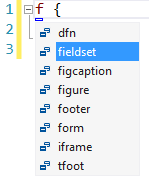 1 f {
2
3
dfn
fieldset
figcaption
figure
footer
form
iframe
tfoot